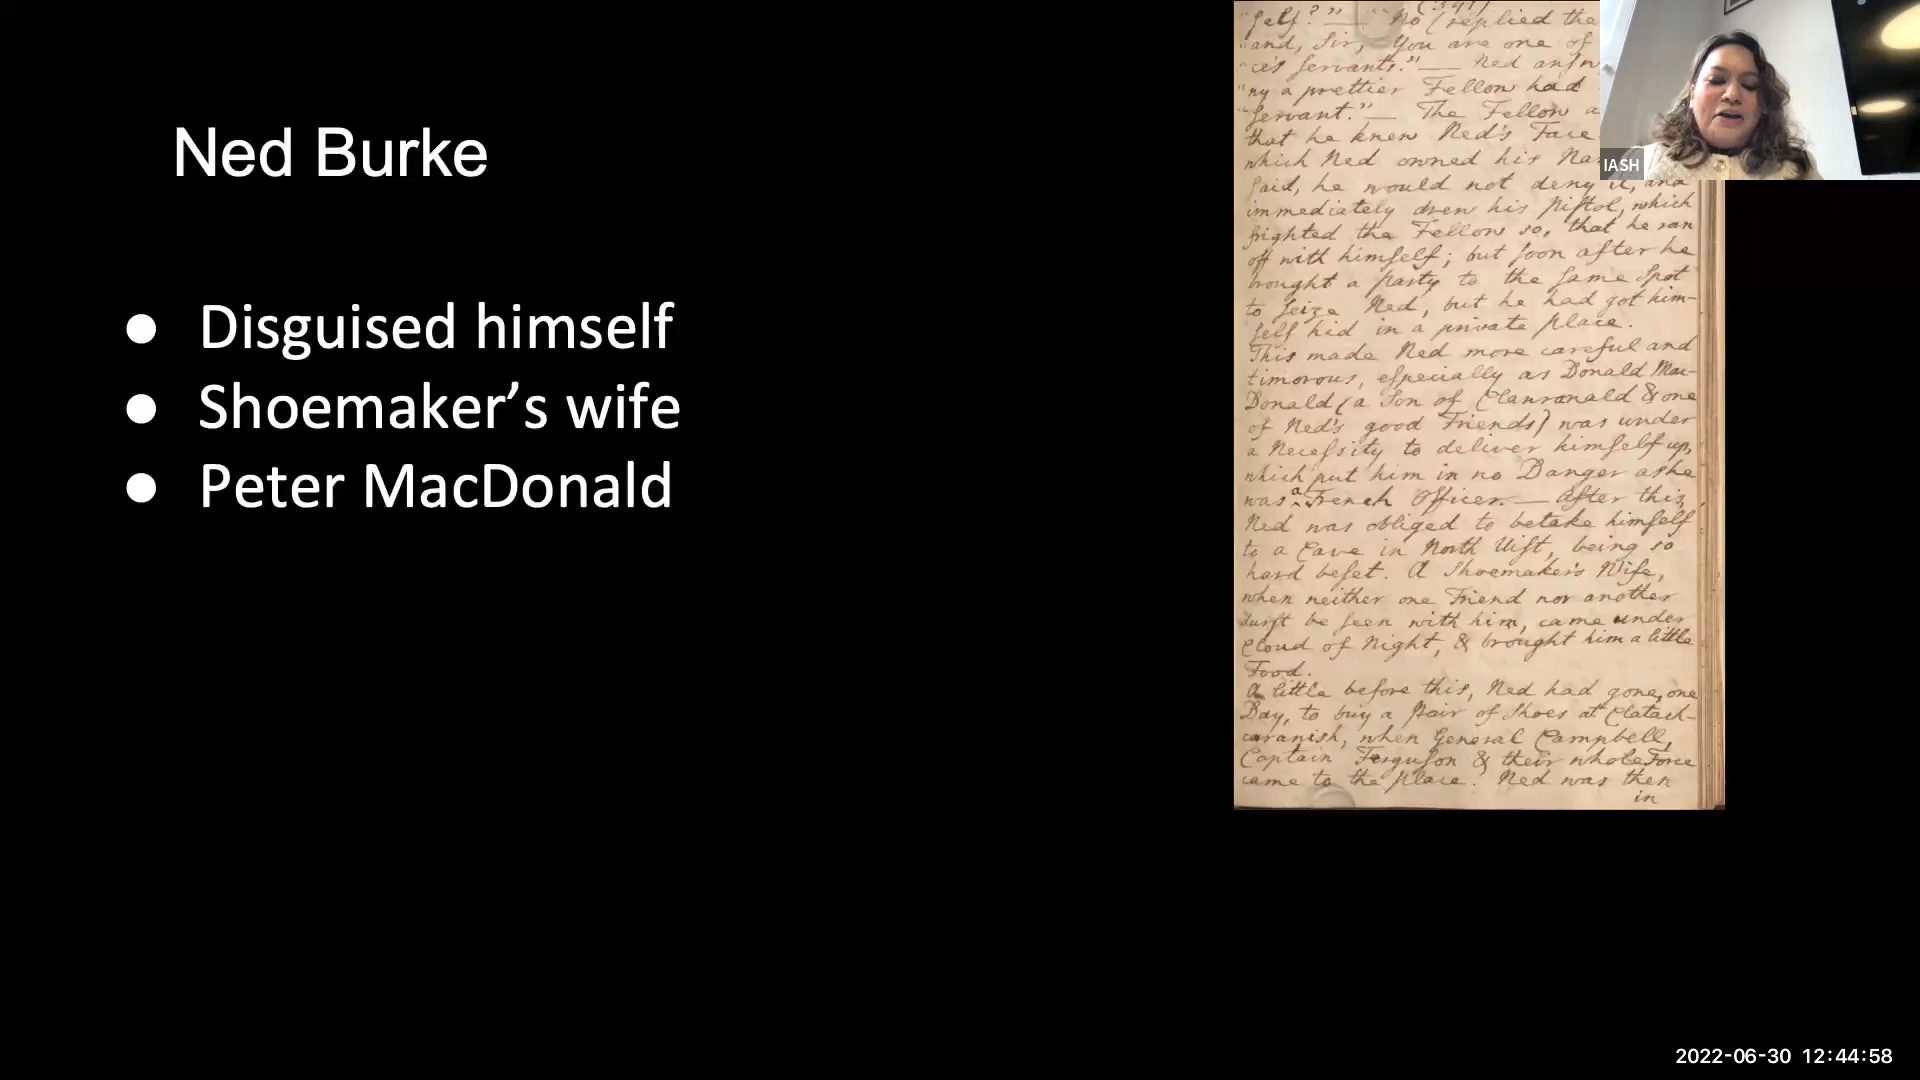 Ned Burke
● Disguised himself
● Shoemaker's wife
● Peter MacDonald
"self?" — "No (replied the
"and, Sir, You are one of
"ce's servants." — Ned answ
"ny a prettier Fellow had
"servant." — The Fellow a
that he knew Ned's Face
which Ned owned his Na
said, he would not deny it, and
immediately drew his Pistol, which
frighted the Fellow so, that he ran
off with himself; but soon after he
brought a party to the same Spot
to seize Ned, but he had got him-
self hid in a private place.
This made Ned more careful and
timorous, especially as Donald Mac-
Donald (a Son of Clanranald & one
of Ned's good Friends) was under
a Necessity to deliver himself up,
which put him in no Danger as he
was a French Officer. — After this,
Ned was obliged to betake himself
to a Cave in North Uist, being so
hard beset. A Shoemaker's Wife,
when neither one Friend nor another
durst be seen with him, came under
Cloud of Night, & brought him a little
Food.
A little before this, Ned had gone, one
Day, to buy a Pair of Shoes at Clatach-
caranish, when General Campbell,
Captain Ferguson & their whole Force
came to the place. Ned was then
in
IASH
2022-06-30 12:44:58